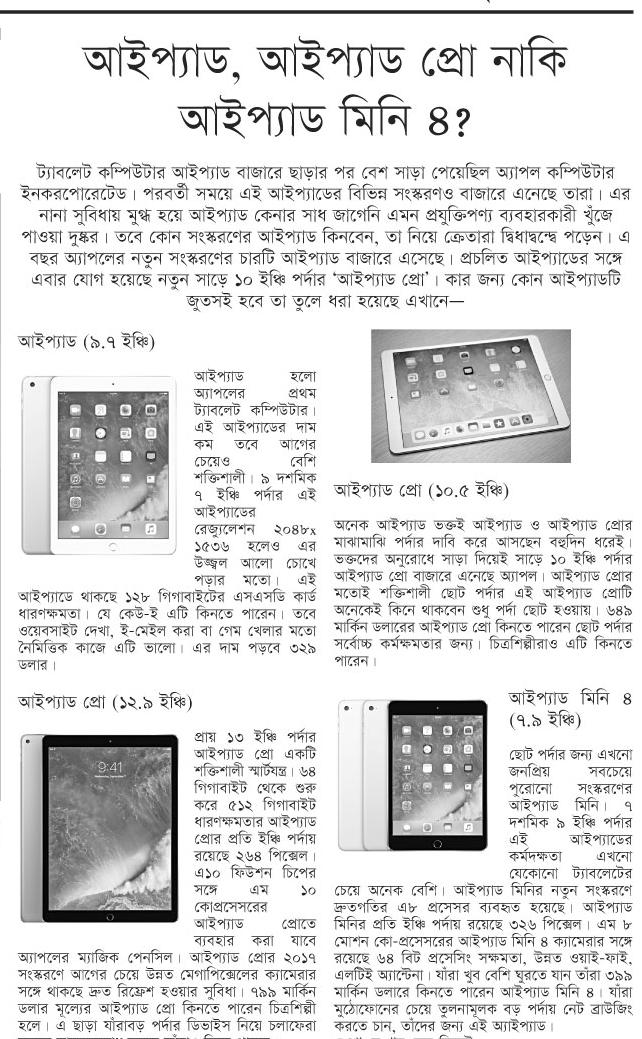 আইপ্যাড, আইপ্যাড প্রো নাকি
আইপ্যাড মিনি ৪?
ট্যাবলেট কম্পিউটার আইপ্যাড বাজারে ছাড়ার পর বেশ সাড়া পেয়েছিল অ্যাপল কম্পিউটার
ইনকরপোরেটেড। পরবর্তী সময়ে এই আইপ্যাডের বিভিন্ন সংস্করণও বাজারে এনেছে তারা। এর
নানা সুবিধায় মুগ্ধ হয়ে আইপ্যাড কেনার সাধ জাগেনি এমন প্রযুক্তিপণ্য ব্যবহারকারী খুঁজে
পাওয়া দুষ্কর। তবে কোন সংস্করণের আইপ্যাড কিনবেন, তা নিয়ে ক্রেতারা দ্বিধাদ্বন্দ্বে পড়েন। এ
বছর অ্যাপলের নতুন সংস্করণের চারটি আইপ্যাড বাজারে এসেছে। প্রচলিত আইপ্যাডের সঙ্গে
এবার যোগ হয়েছে নতুন সাড়ে ১০ ইঞ্চি পর্দার ‘আইপ্যাড প্রো’। কার জন্য কোন আইপ্যাডটি
জুতসই হবে তা তুলে ধরা হয়েছে এখানে—
আইপ্যাড (৯.৭ ইঞ্চি)
আইপ্যাড হলো
অ্যাপলের প্রথম
ট্যাবলেট কম্পিউটার।
এই আইপ্যাডের দাম
কম তবে আগের
চেয়েও বেশি
শক্তিশালী। ৯ দশমিক
৭ ইঞ্চি পর্দার এই
আইপ্যাডের
রেজ্যুলেশন ২০৪৮x
১৫৩৬ হলেও এর
উজ্জ্বল আলো চোখে
পড়ার মতো। এই
আইপ্যাডে থাকছে ১২৮ গিগাবাইটের এসএসডি কার্ড
ধারণক্ষমতা। যে কেউ-ই এটি কিনতে পারেন। তবে
ওয়েবসাইট দেখা, ই-মেইল করা বা গেম খেলার মতো
নৈমিত্তিক কাজে এটি ভালো। এর দাম পড়বে ৩২৯
ডলার।
আইপ্যাড প্রো (১০.৫ ইঞ্চি)
অনেক আইপ্যাড ভক্তই আইপ্যাড ও আইপ্যাড প্রোর
মাঝামাঝি পর্দার দাবি করে আসছেন বহুদিন ধরেই।
ভক্তদের অনুরোধে সাড়া দিয়েই সাড়ে ১০ ইঞ্চি পর্দার
আইপ্যাড প্রো বাজারে এনেছে অ্যাপল। আইপ্যাড প্রোর
মতোই শক্তিশালী ছোট পর্দার এই আইপ্যাড প্রোটি
অনেকেই কিনে থাকবেন শুধু পর্দা ছোট হওয়ায়। ৬৪৯
মার্কিন ডলারের আইপ্যাড প্রো কিনতে পারেন ছোট পর্দার
সর্বোচ্চ কর্মক্ষমতার জন্য। চিত্রশিল্পীরাও এটি কিনতে
পারেন।
আইপ্যাড প্রো (১২.৯ ইঞ্চি)
9:41
প্রায় ১৩ ইঞ্চি পর্দার
আইপ্যাড প্রো একটি
শক্তিশালী স্মার্টযন্ত্র। ৬৪
গিগাবাইট থেকে শুরু
করে ৫১২ গিগাবাইট
ধারণক্ষমতার আইপ্যাড
প্রোর প্রতি ইঞ্চি পর্দায়
রয়েছে ২৬৪ পিক্সেল।
এ১০ ফিউশন চিপের
সঙ্গে এম ১০
কোপ্রসেসরের
আইপ্যাড প্রোতে
ব্যবহার করা যাবে
অ্যাপলের ম্যাজিক পেনসিল। আইপ্যাড প্রোর ২০১৭
সংস্করণে আগের চেয়ে উন্নত মেগাপিক্সেলের ক্যামেরার
সঙ্গে থাকছে দ্রুত রিফ্রেশ হওয়ার সুবিধা। ৭৯৯ মার্কিন
ডলার মূল্যের আইপ্যাড প্রো কিনতে পারেন চিত্রশিল্পী
হলে। এ ছাড়া যাঁরাবড় পর্দার ডিভাইস নিয়ে চলাফেরা
আইপ্যাড মিনি ৪
(৭.৯ ইঞ্চি)
ছোট পর্দার জন্য এখনো
জনপ্রিয় সবচেয়ে
পুরোনো সংস্করণের
আইপ্যাড মিনি। ৭
দশমিক ৯ ইঞ্চি পর্দার
এই আইপ্যাডের
কর্মদক্ষতা এখনো
যেকোনো ট্যাবলেটের
চেয়ে অনেক বেশি। আইপ্যাড মিনির নতুন সংস্করণে
দ্রুতগতির এ৮ প্রসেসর ব্যবহৃত হয়েছে। আইপ্যাড
মিনির প্রতি ইঞ্চি পর্দায় রয়েছে ৩২৬ পিক্সেল। এম ৮
মোশন কো-প্রসেসরের আইপ্যাড মিনি ৪ ক্যামেরার সঙ্গে
রয়েছে ৬৪ বিট প্রসেসিং সক্ষমতা, উন্নত ওয়াই-ফাই,
এলটিই অ্যান্টেনা। যাঁরা খুব বেশি ঘুরতে যান তাঁরা ৩৯৯
মার্কিন ডলারে কিনতে পারেন আইপ্যাড মিনি ৪। যাঁরা
মুঠোফোনের চেয়ে তুলনামূলক বড় পর্দায় নেট ব্রাউজিং
করতে চান, তাঁদের জন্য এই অ্যাইপ্যাড।